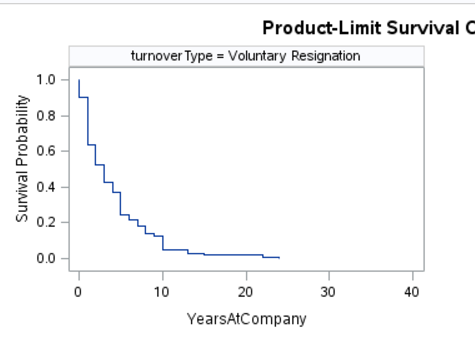 Product-Limit Survival C
turnoverType = Voluntary Resignation
1.0
0.8
0.6
0.4
0.2
0.0
Survival Probability
0 10 20 30 40
YearsAtCompany